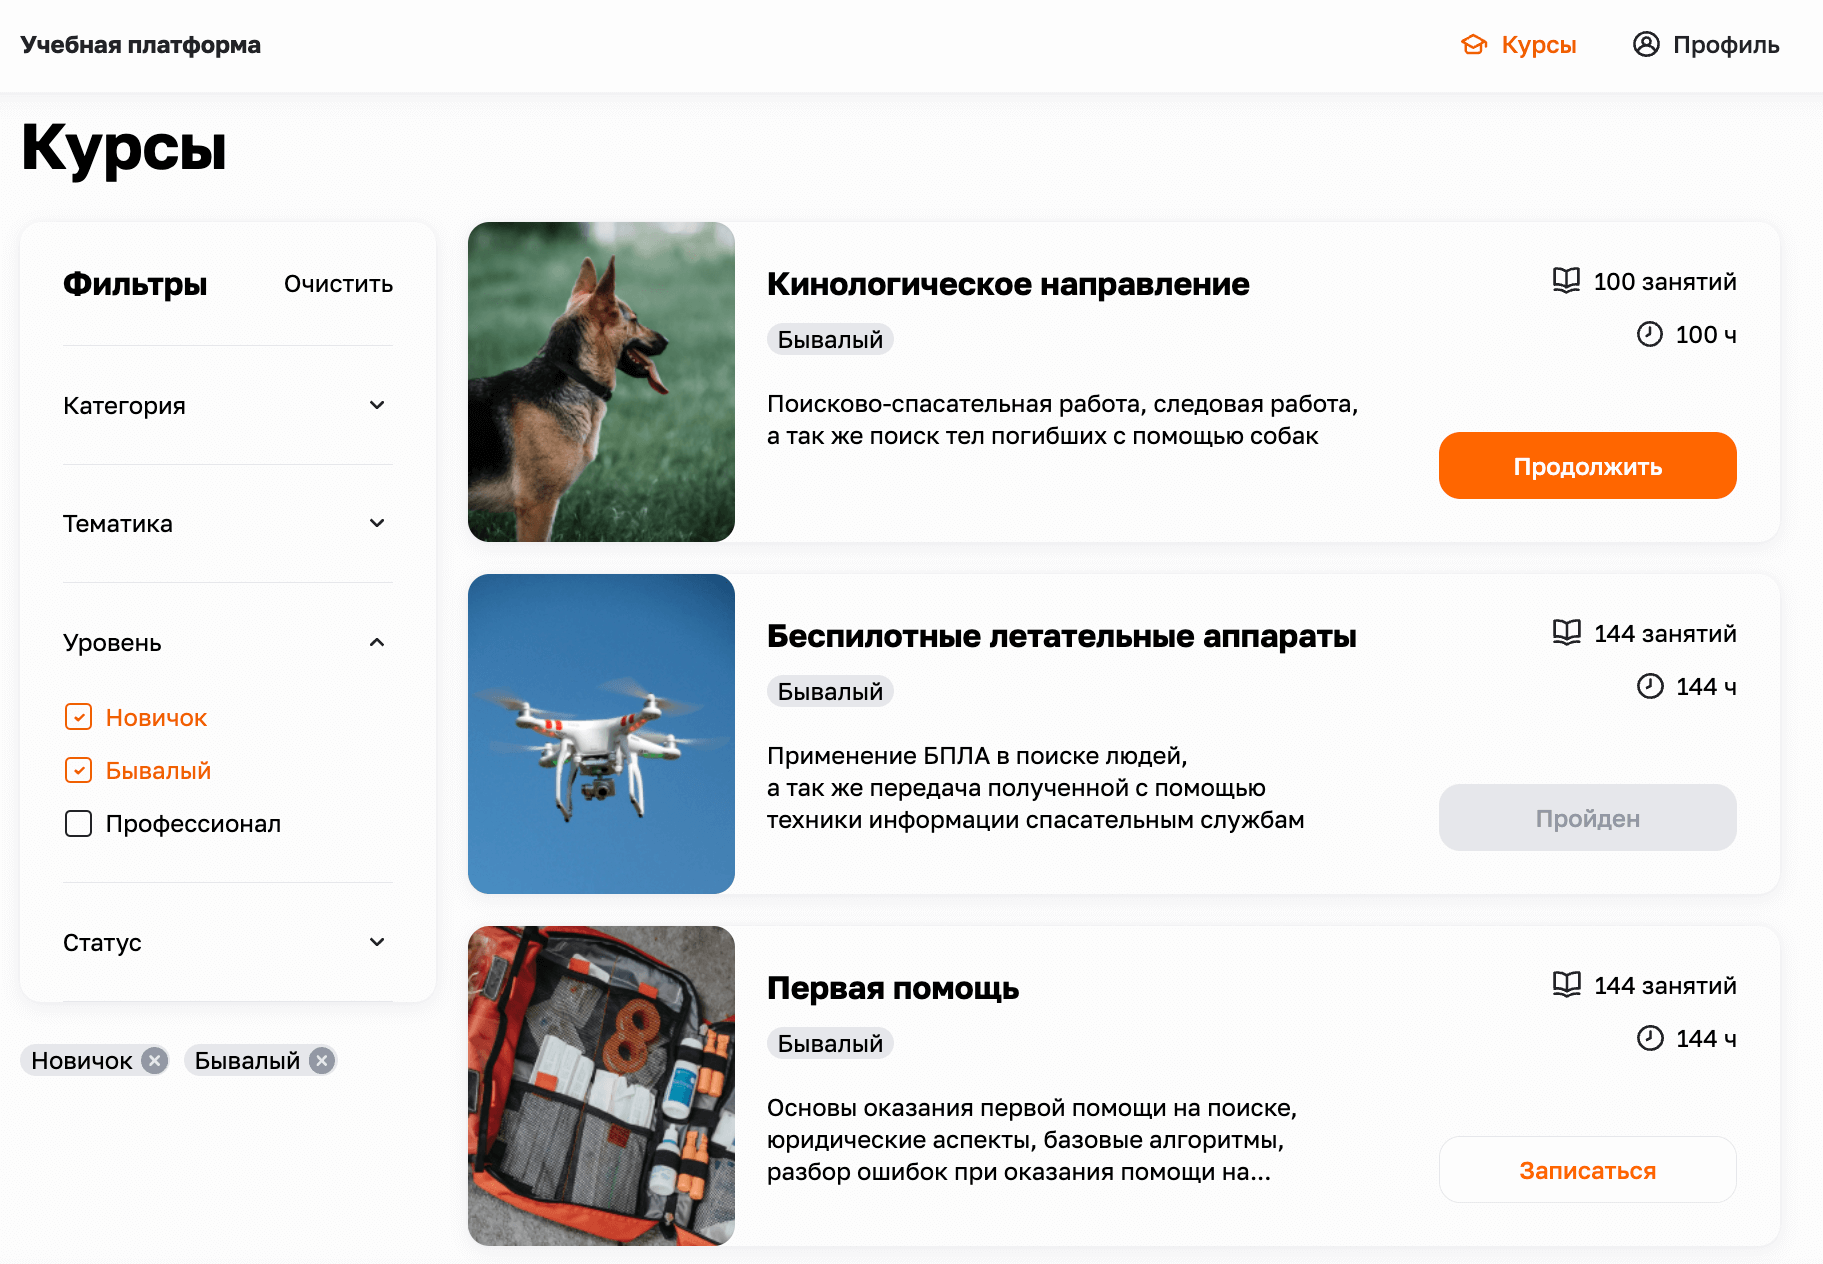 Учебная платформа
Курсы
Профиль
Курсы
Фильтры
Очистить
Категория
Тематика
Уровень
Новичок
Бывалый
Профессионал
Статус
Новичок
Бывалый
Кинологическое направление
Бывалый
Поисково-спасательная работа, следовая работа,
а так же поиск тел погибших с помощью собак
100 занятий
100 ч
Продолжить
Беспилотные летательные аппараты
Бывалый
Применение БПЛА в поиске людей,
а так же передача полученной с помощью
техники информации спасательным службам
144 занятий
144 ч
Пройден
Первая помощь
Бывалый
Основы оказания первой помощи на поиске,
юридические аспекты, базовые алгоритмы,
разбор ошибок при оказания помощи на...
144 занятий
144 ч
Записаться